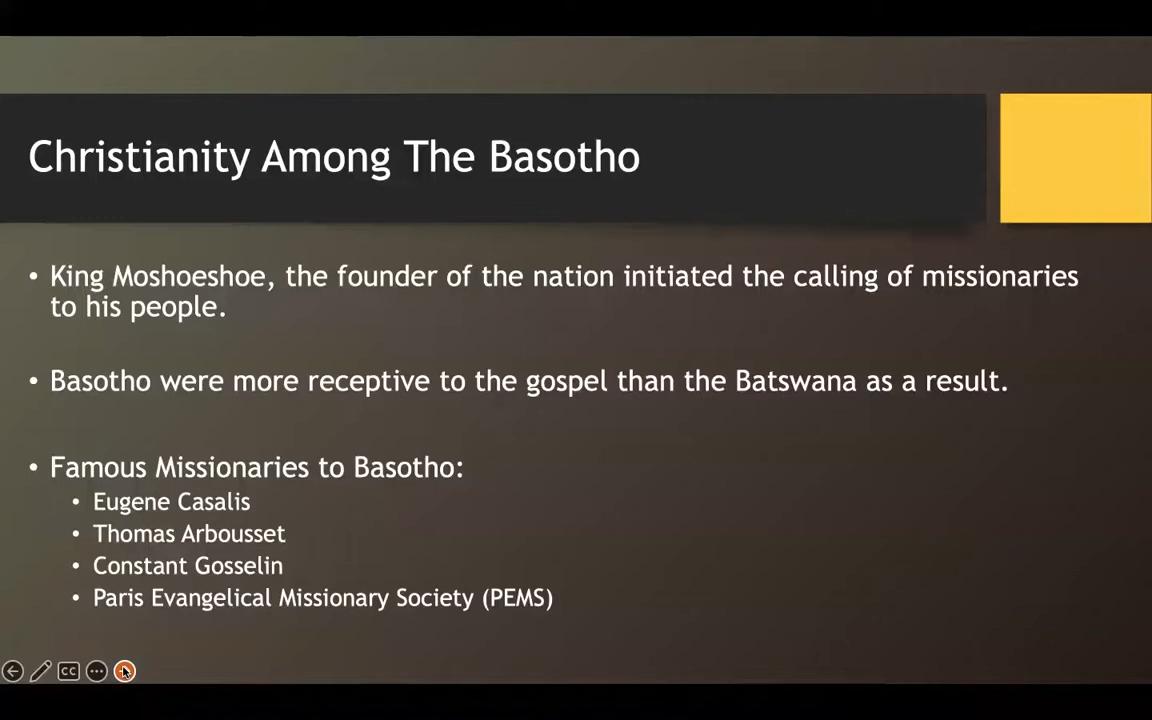 Christianity Among The Basotho
• King Moshoeshoe, the founder of the nation initiated the calling of missionaries
to his people.
• Basotho were more receptive to the gospel than the Batswana as a result.
• Famous Missionaries to Basotho:
• Eugene Casalis
• Thomas Arbousset
• Constant Gosselin
• Paris Evangelical Missionary Society (PEMS)
CC